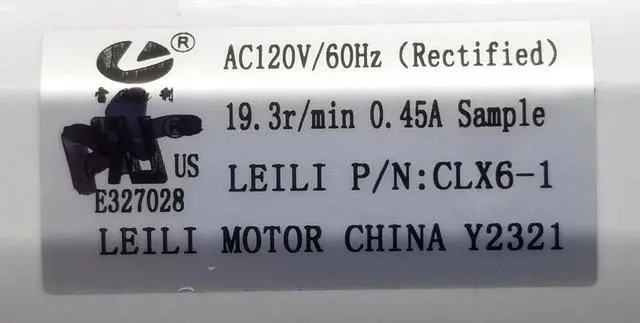 ®
AC120V/60Hz (Rectified)
19.3r/min 0.45A Sample
US
LEILI P/N:CLX6-1
E327028
LEILI MOTOR CHINA Y2321